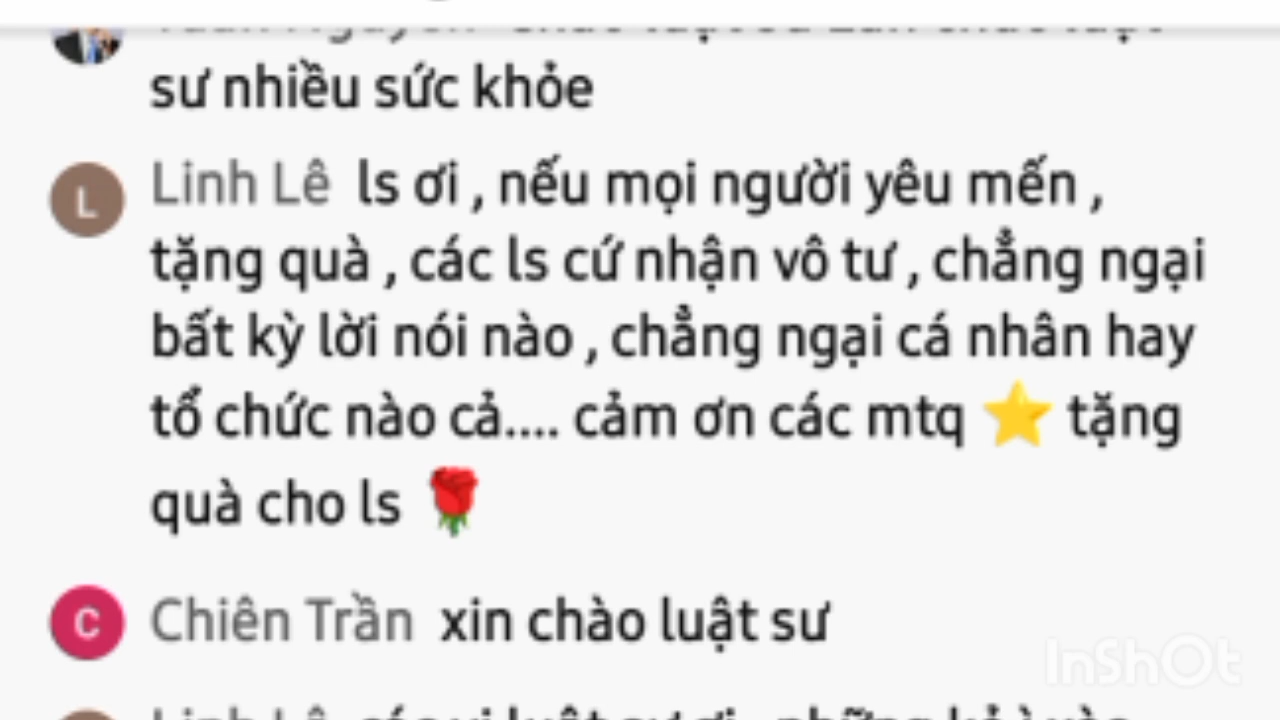 sư nhiều sức khỏe
Linh Lê ls ơi , nếu mọi người yêu mến ,
tặng quà , các ls cứ nhận vô tư , chẳng ngại
bất kỳ lời nói nào , chẳng ngại cá nhân hay
tổ chức nào cả.... cảm ơn các mtq ⭐ tặng
quà cho ls 🌹
Chiên Trần xin chào luật sư
InShOt